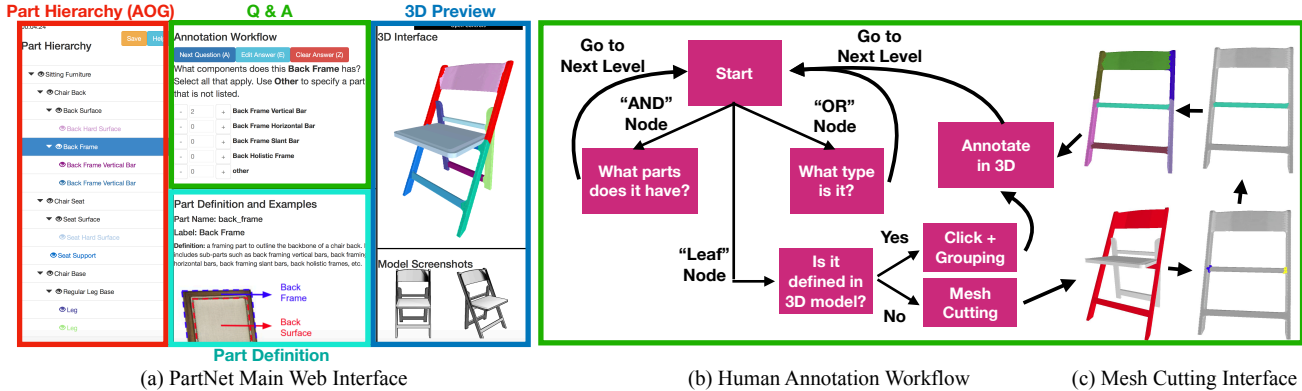 Part Hierarchy (AOG)
Q & A
3D Preview
00:04:24
Save
Help
Part Hierarchy
Sitting Furniture
Chair Back
Back Surface
Back Hard Surface
Back Frame
Back Frame Vertical Bar
Back Frame Vertical Bar
Chair Seat
Seat Surface
Seat Hard Surface
Seat Support
Chair Base
Regular Leg Base
Leg
Leg
Annotation Workflow
Next Question (A)
Edit Answer (E)
Clear Answer (Z)
What components does this Back Frame has?
Select all that apply. Use Other to specify a part
that is not listed.
- 2 + Back Frame Vertical Bar
- 0 + Back Frame Horizontal Bar
- 0 + Back Frame Slant Bar
- 0 + Back Holistic Frame
- 0 + other
Part Definition and Examples
Part Name: back_frame
Label: Back Frame
Definition: a framing part to outline the backbone of a chair back. I
includes sub-parts such as back framing vertical bars, back framing
horizontal bars, back framing slant bars, back holistic frames, etc.
Back
Frame
Back
Surface
Part Definition
3D Interface
Model Screenshots
(a) PartNet Main Web Interface
Go to
Next Level
Start
Go to
Next Level
“AND”
Node
“OR”
Node
What parts
does it have?
What type
is it?
Annotate
in 3D
“Leaf”
Node
Is it
defined in
3D model?
Yes
Click +
Grouping
No
Mesh
Cutting
(b) Human Annotation Workflow
(c) Mesh Cutting Interface